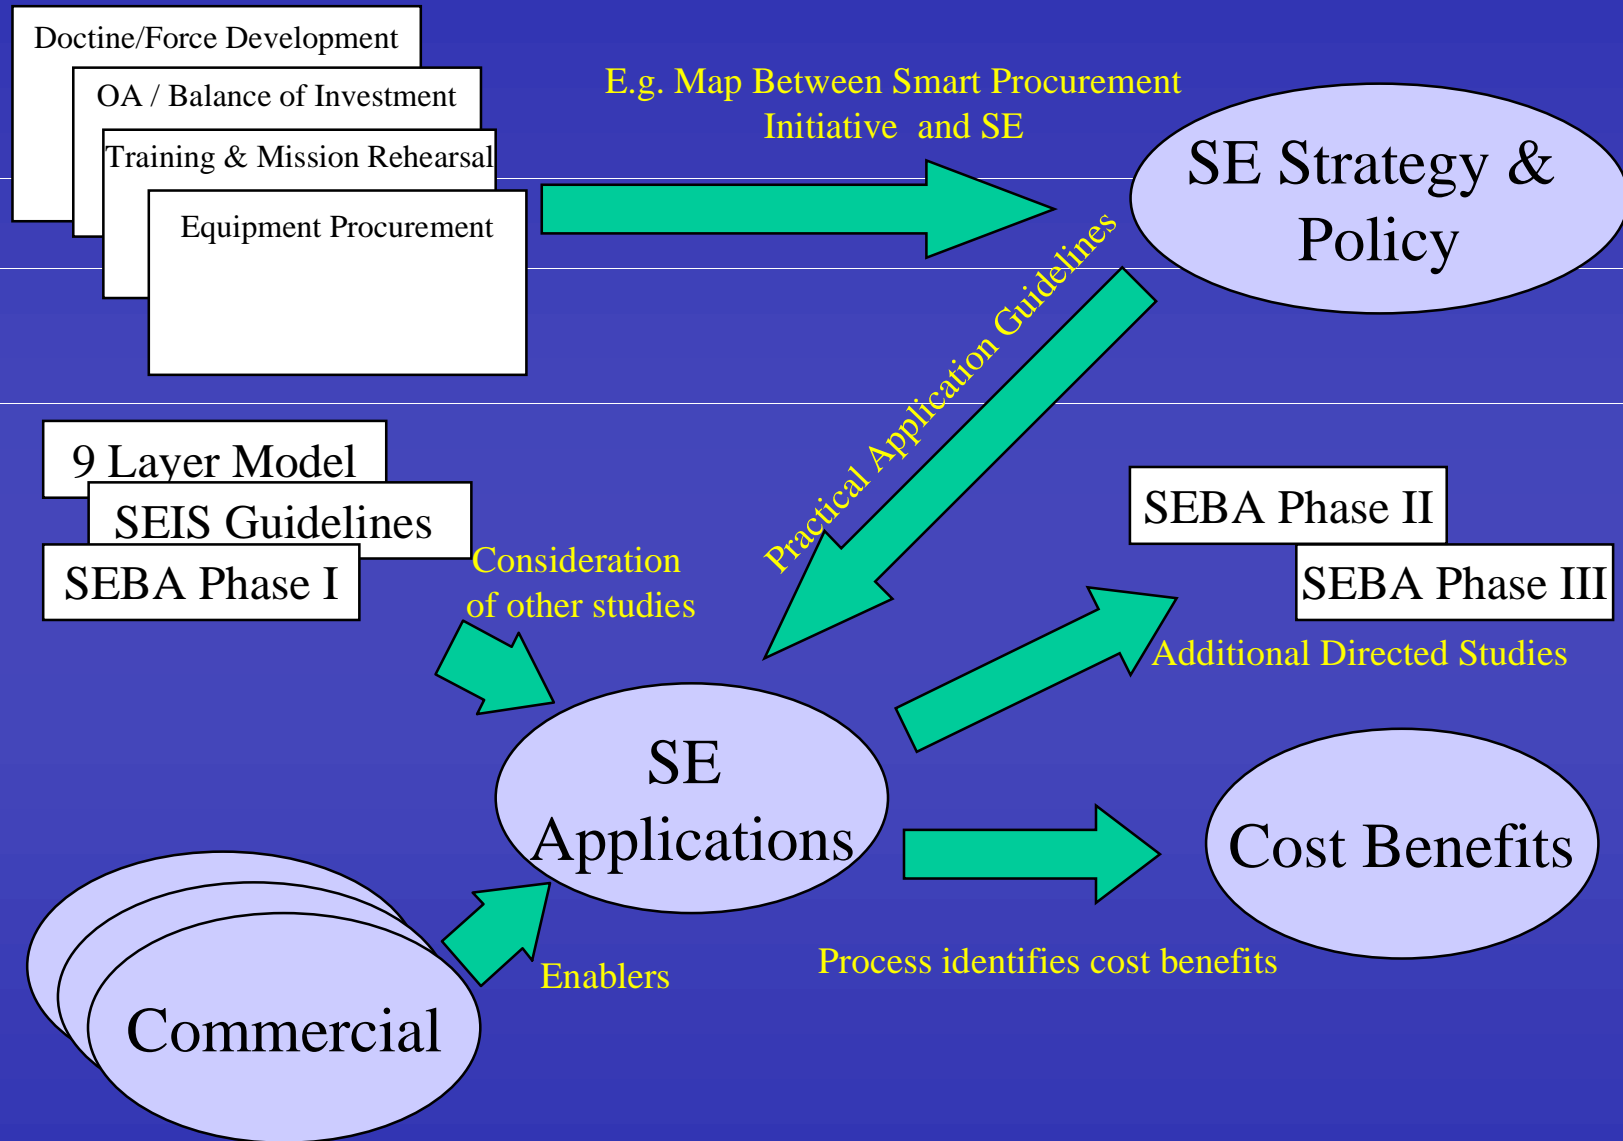 Doctine/Force Development
OA / Balance of Investment
Training & Mission Rehearsal
Equipment Procurement
E.g. Map Between Smart Procurement
Initiative and SE
SE Strategy &
Policy
Practical Application Guidelines
9 Layer Model
SEIS Guidelines
SEBA Phase I
Consideration
of other studies
SEBA Phase II
SEBA Phase III
Additional Directed Studies
SE
Applications
Cost Benefits
Process identifies cost benefits
Enablers
Commercial